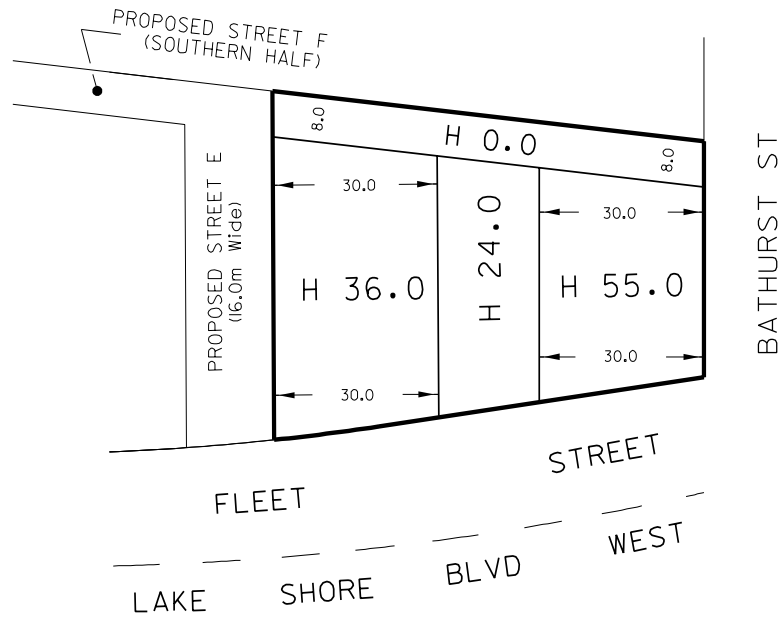 PROPOSED STREET F
(SOUTHERN HALF)
8.0
H 0.0
8.0
PROPOSED STREET E
(16.0m Wide)
30.0
30.0
H 36.0
H 24.0
H 55.0
30.0
30.0
BATHURST ST
FLEET STREET
LAKE SHORE BLVD WEST